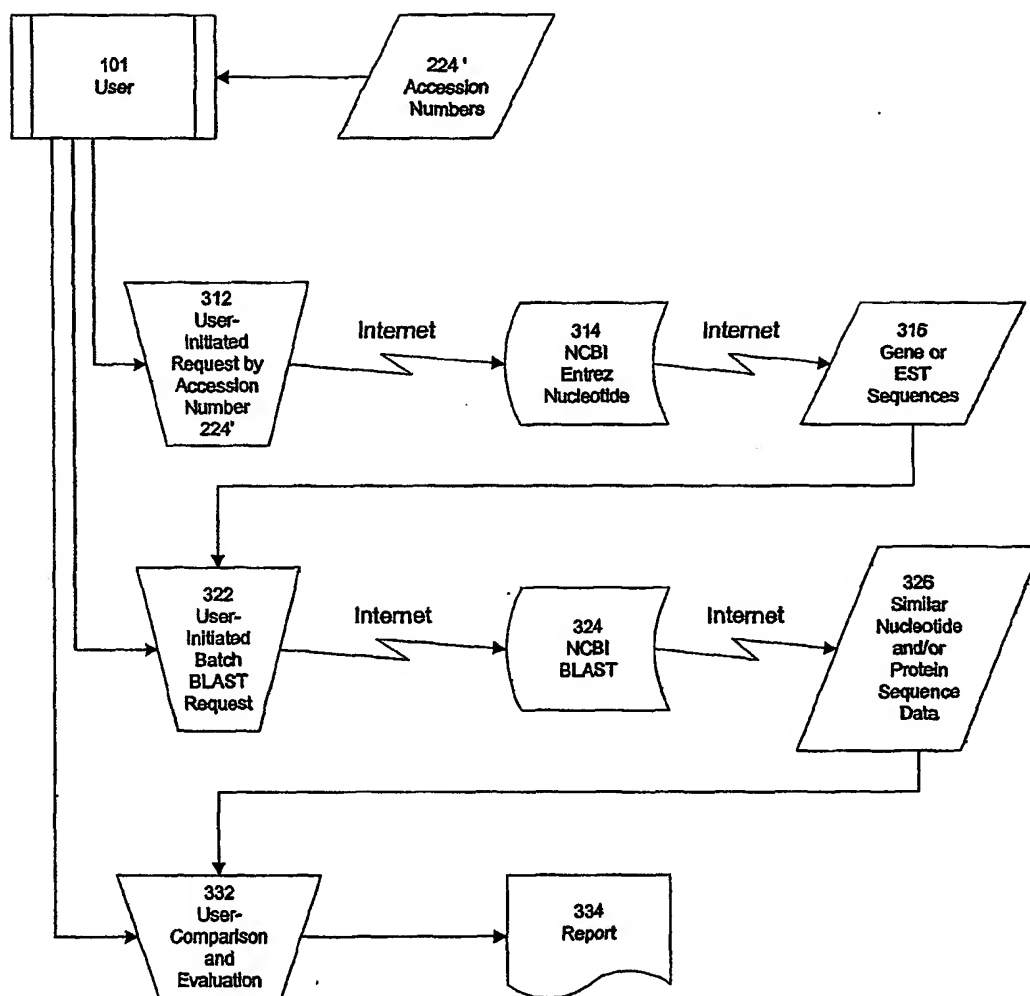 101
User
224'
Accession
Numbers
312
User-
Initiated
Request by
Accession
Number
224'
Internet
314
NCBI
Entrez
Nucleotide
Internet
316
Gene or
EST
Sequences
322
User-
Initiated
Batch
BLAST
Request
Internet
324
NCBI
BLAST
Internet
326
Similar
Nucleotide
and/or
Protein
Sequence
Data
332
User-
Comparison
and
Evaluation
334
Report